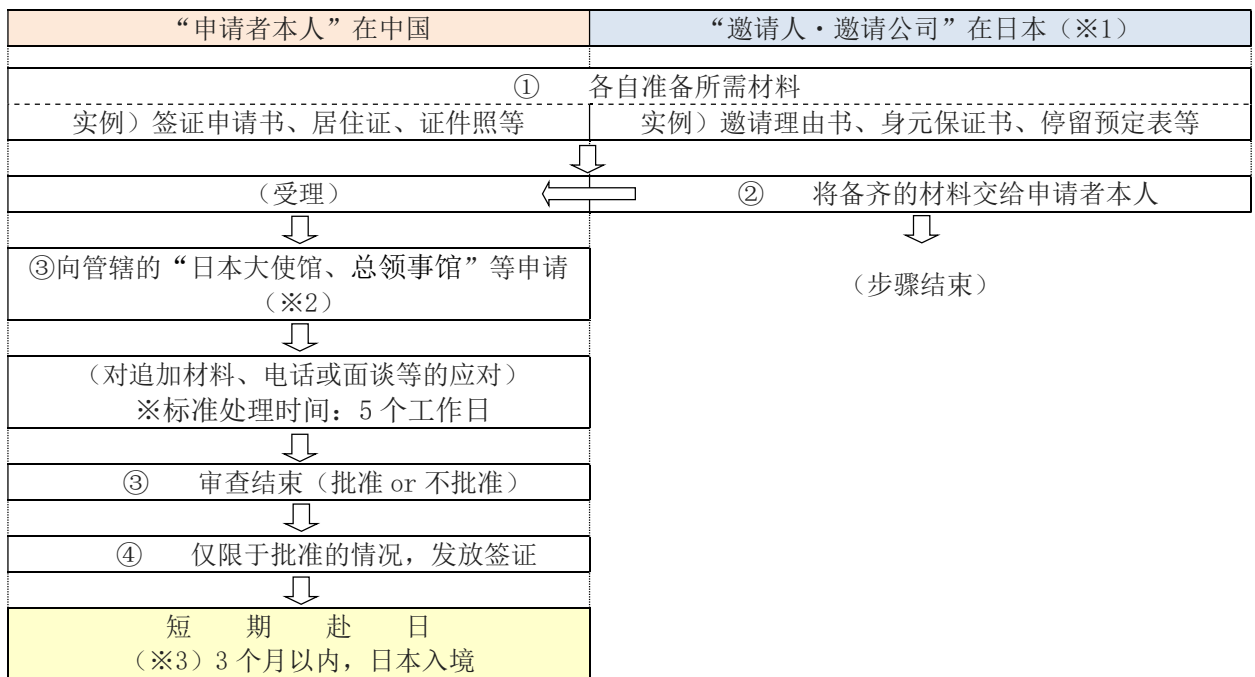 “申请者本人”在中国
“邀请人・邀请公司”在日本（※1）
① 各自准备所需材料
实例）签证申请书、居住证、证件照等
实例）邀请理由书、身元保证书、停留预定表等
（受理）
② 将备齐的材料交给申请者本人
③向管辖的“日本大使馆、总领事馆”等申请
（※2）
（步骤结束）
（对追加材料、电话或面谈等的应对）
※标准处理时间：5 个工作日
③ 审查结束（批准 or 不批准）
④ 仅限于批准的情况，发放签证
短 期 赴 日
（※3）3 个月以内，日本入境